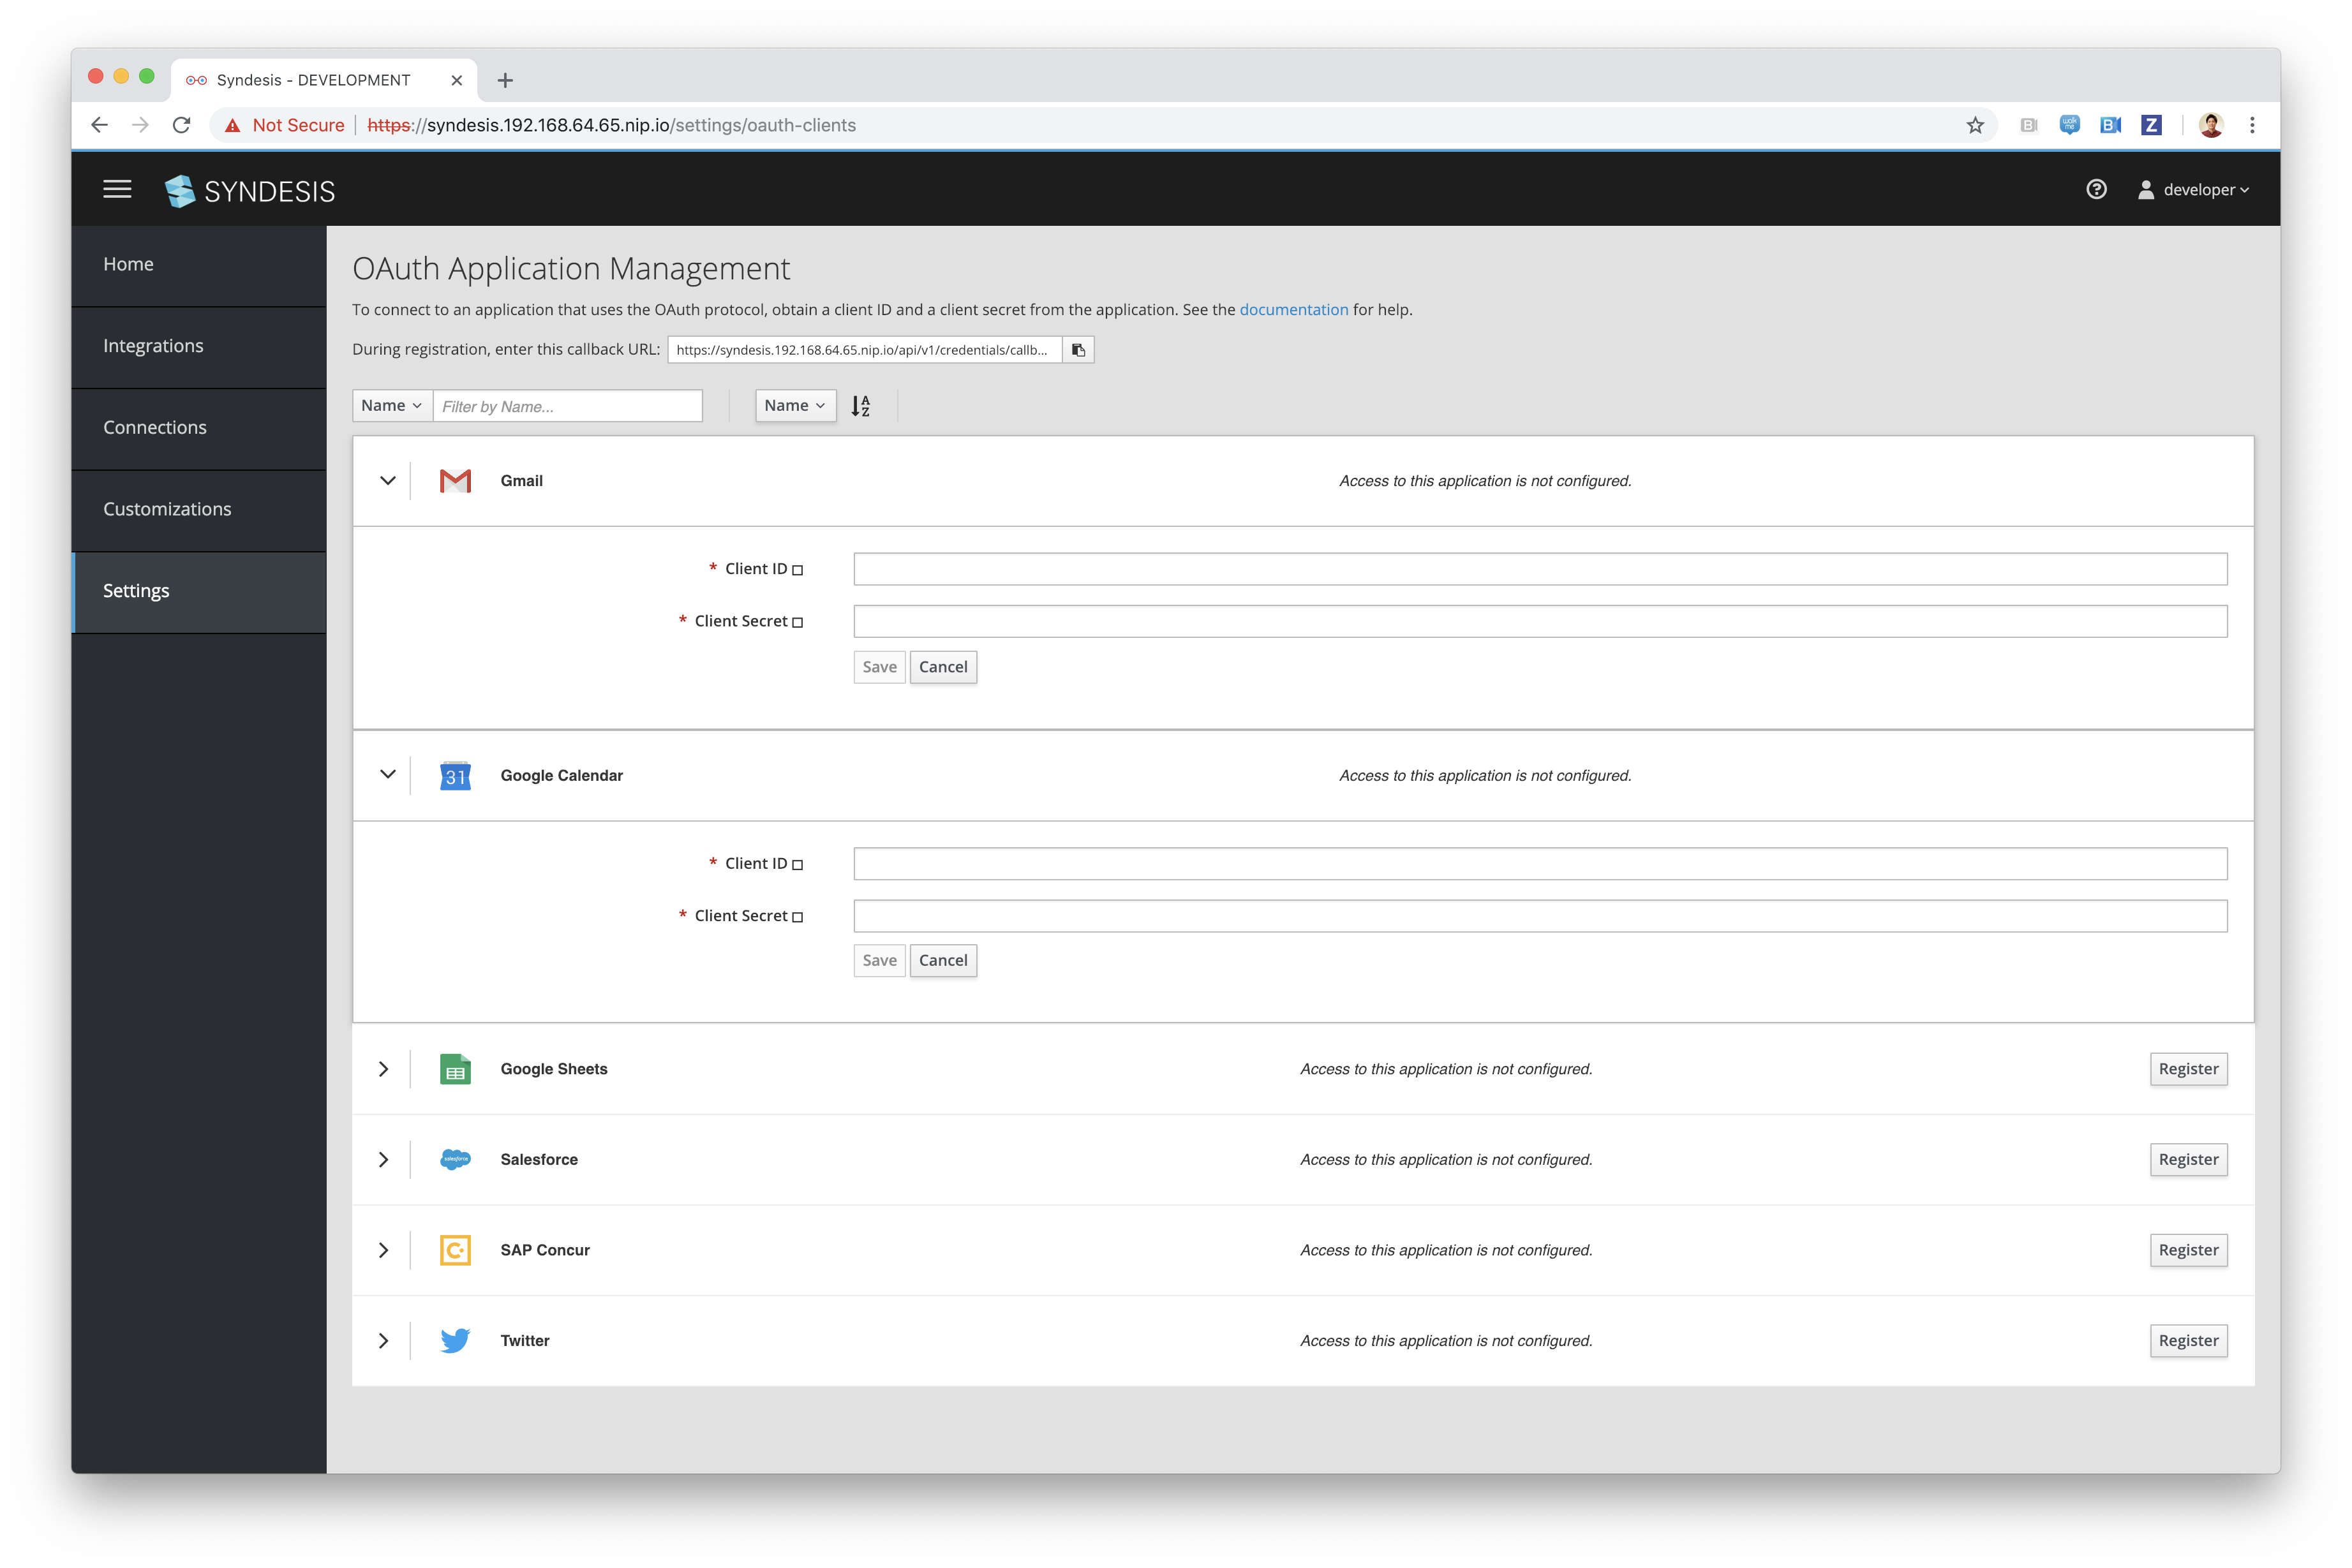 Syndesis - DEVELOPMENT
Not Secure https://syndesis.192.168.64.65.nip.io/settings/oauth-clients
SYNDESIS
developer
Home
Integrations
Connections
Customizations
Settings
OAuth Application Management
To connect to an application that uses the OAuth protocol, obtain a client ID and a client secret from the application. See the documentation for help.
During registration, enter this callback URL: https://syndesis.192.168.64.65.nip.io/api/v1/credentials/callb...
Name Filter by Name... Name
Gmail Access to this application is not configured.
* Client ID
* Client Secret
Save Cancel
31 Google Calendar Access to this application is not configured.
* Client ID
* Client Secret
Save Cancel
Google Sheets Access to this application is not configured. Register
salesforce Salesforce Access to this application is not configured. Register
SAP Concur Access to this application is not configured. Register
Twitter Access to this application is not configured. Register